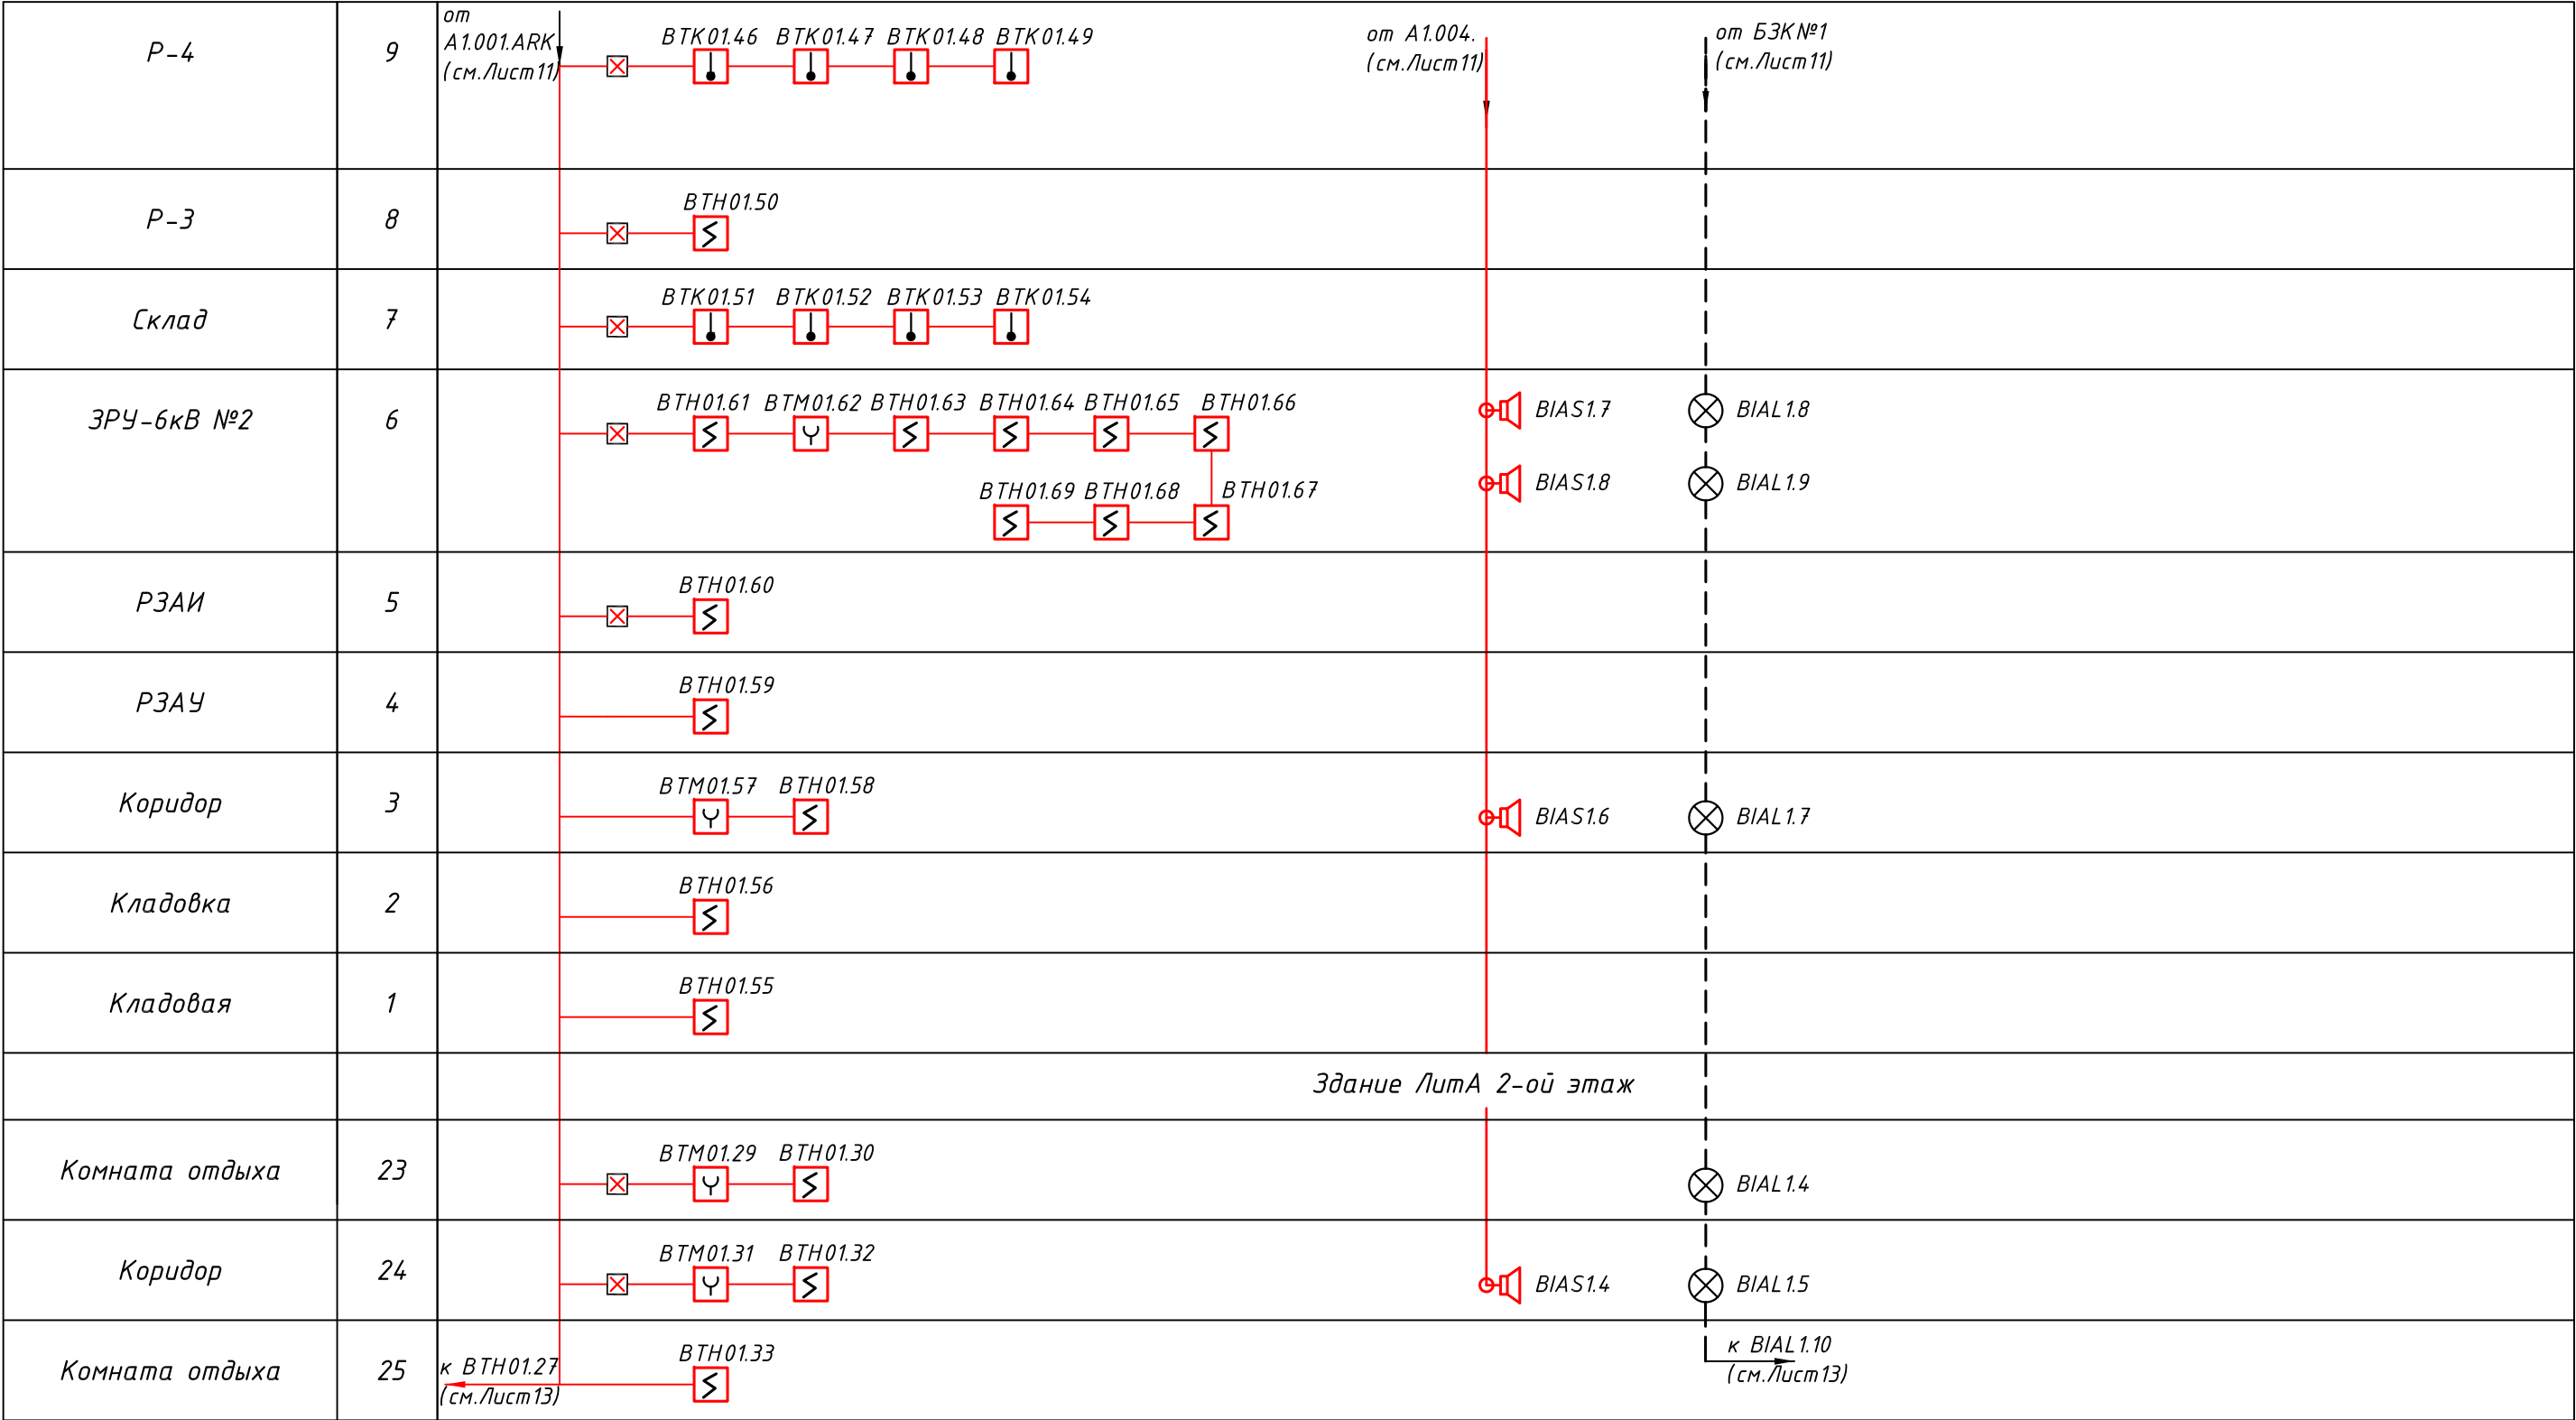 Р-4
9
от
А1.001.ARK
(см.Лист11)
BTK01.46 BTK01.47 BTK01.48 BTK01.49
от А1.004.
(см.Лист11)
от БЗК№1
(см.Лист11)
Р-3
8
BTH01.50
Склад
7
BTK01.51 BTK01.52 BTK01.53 BTK01.54
ЗРУ-6кВ №2
6
BTH01.61 BTM01.62 BTH01.63 BTH01.64 BTH01.65 BTH01.66
BIAS1.7
BIAL1.8
BTH01.69 BTH01.68 BTH01.67
BIAS1.8
BIAL1.9
РЗАИ
5
BTH01.60
РЗАУ
4
BTH01.59
Коридор
3
BTM01.57 BTH01.58
BIAS1.6
BIAL1.7
Кладовка
2
BTH01.56
Кладовая
1
BTH01.55
Здание ЛитА 2-ой этаж
Комната отдыха
23
BTM01.29 BTH01.30
BIAL1.4
Коридор
24
BTM01.31 BTH01.32
BIAS1.4
BIAL1.5
Комната отдыха
25
к BTH01.27
(см.Лист13)
BTH01.33
к BIAL1.10
(см.Лист13)